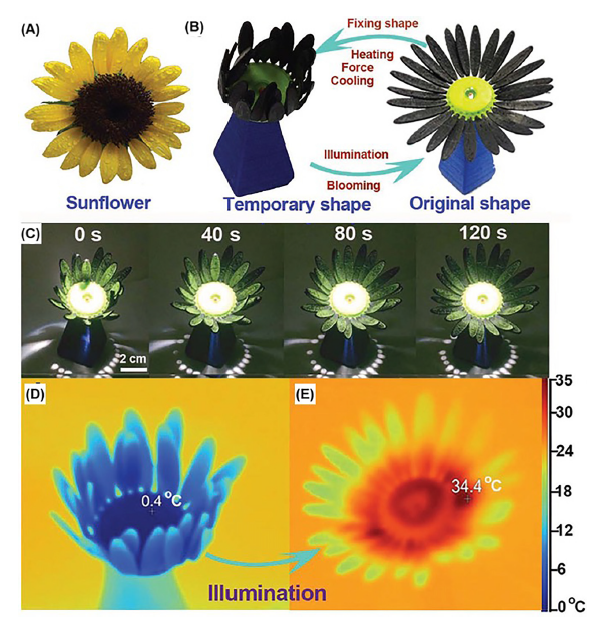 (A)
(B)
Fixing shape
Heating
Force
Cooling
Illumination
Blooming
Sunflower
Temporary shape
Original shape
(C)
0 s
40 s
80 s
120 s
2 cm
(D)
(E)
0.4 °C
34.4 °C
Illumination
35
30
24
18
12
6
0 °C